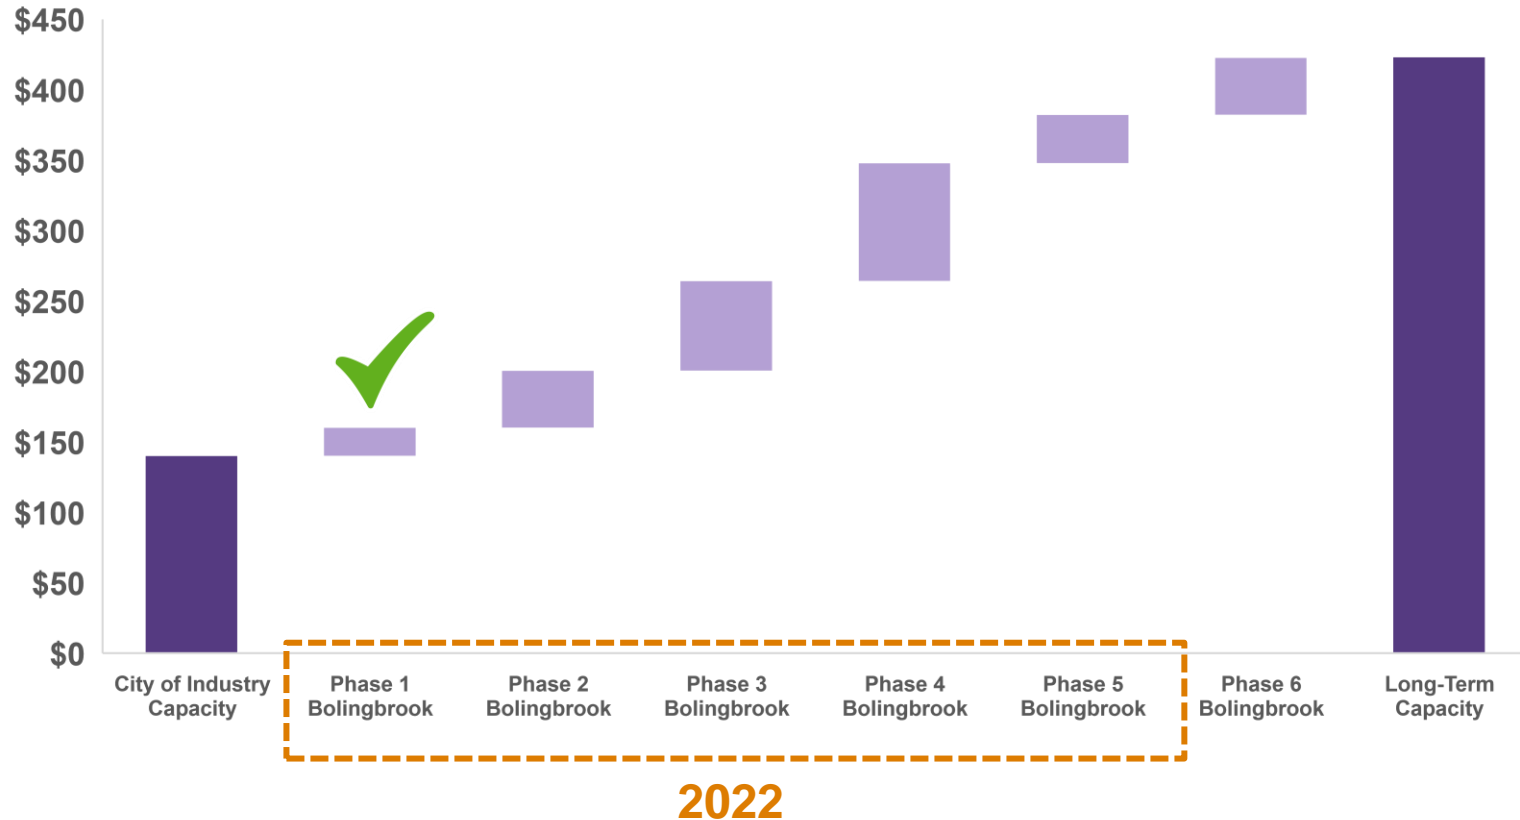 $450
$400
$350
$300
$250
$200
$150
$100
$50
$0
City of Industry
Capacity
Phase 1
Bolingbrook
Phase 2
Bolingbrook
Phase 3
Bolingbrook
Phase 4
Bolingbrook
Phase 5
Bolingbrook
Phase 6
Bolingbrook
Long-Term
Capacity
2022